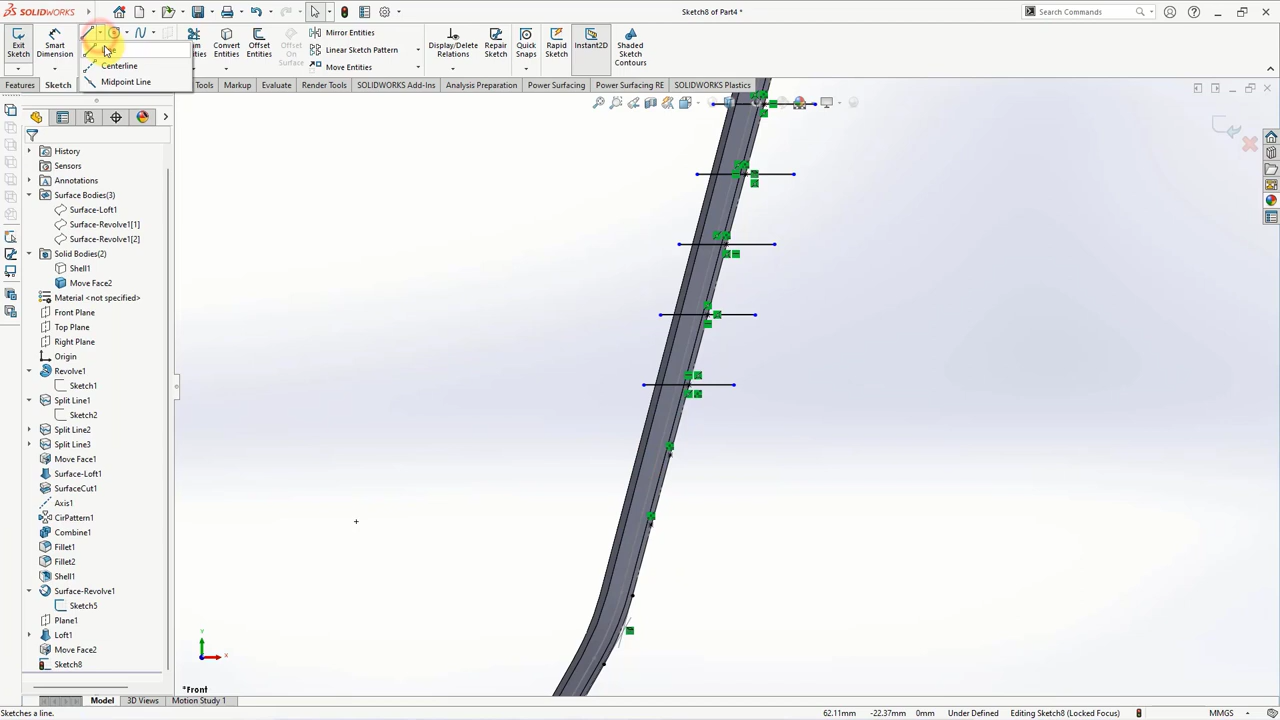 SOLIDWORKS
Sketch8 of Part4 *
Search Commands
Exit Sketch
Smart Dimension
Centerline
Midpoint Line
Convert Entities
Offset Entities
Offset On Surface
Mirror Entities
Linear Sketch Pattern
Move Entities
Display/Delete Relations
Repair Sketch
Quick Snaps
Rapid Sketch
Instant2D
Shaded Sketch Contours
Features
Sketch
Tools
Markup
Evaluate
Render Tools
SOLIDWORKS Add-Ins
Analysis Preparation
Power Surfacing
Power Surfacing RE
SOLIDWORKS Plastics
History
Sensors
Annotations
Surface Bodies(3)
Surface-Loft1
Surface-Revolve1[1]
Surface-Revolve1[2]
Solid Bodies(2)
Shell1
Move Face2
Material <not specified>
Front Plane
Top Plane
Right Plane
Origin
Revolve1
Sketch1
Split Line1
Sketch2
Split Line2
Split Line3
Move Face1
Surface-Loft1
SurfaceCut1
Axis1
CirPattern1
Combine1
Fillet1
Fillet2
Shell1
Surface-Revolve1
Sketch5
Plane1
Loft1
Move Face2
Sketch8
Y
X
*Front
Model
3D Views
Motion Study 1
Sketches a line.
62.11mm
-22.37mm
0mm
Under Defined
Editing Sketch8 (Locked Focus)
MMGS